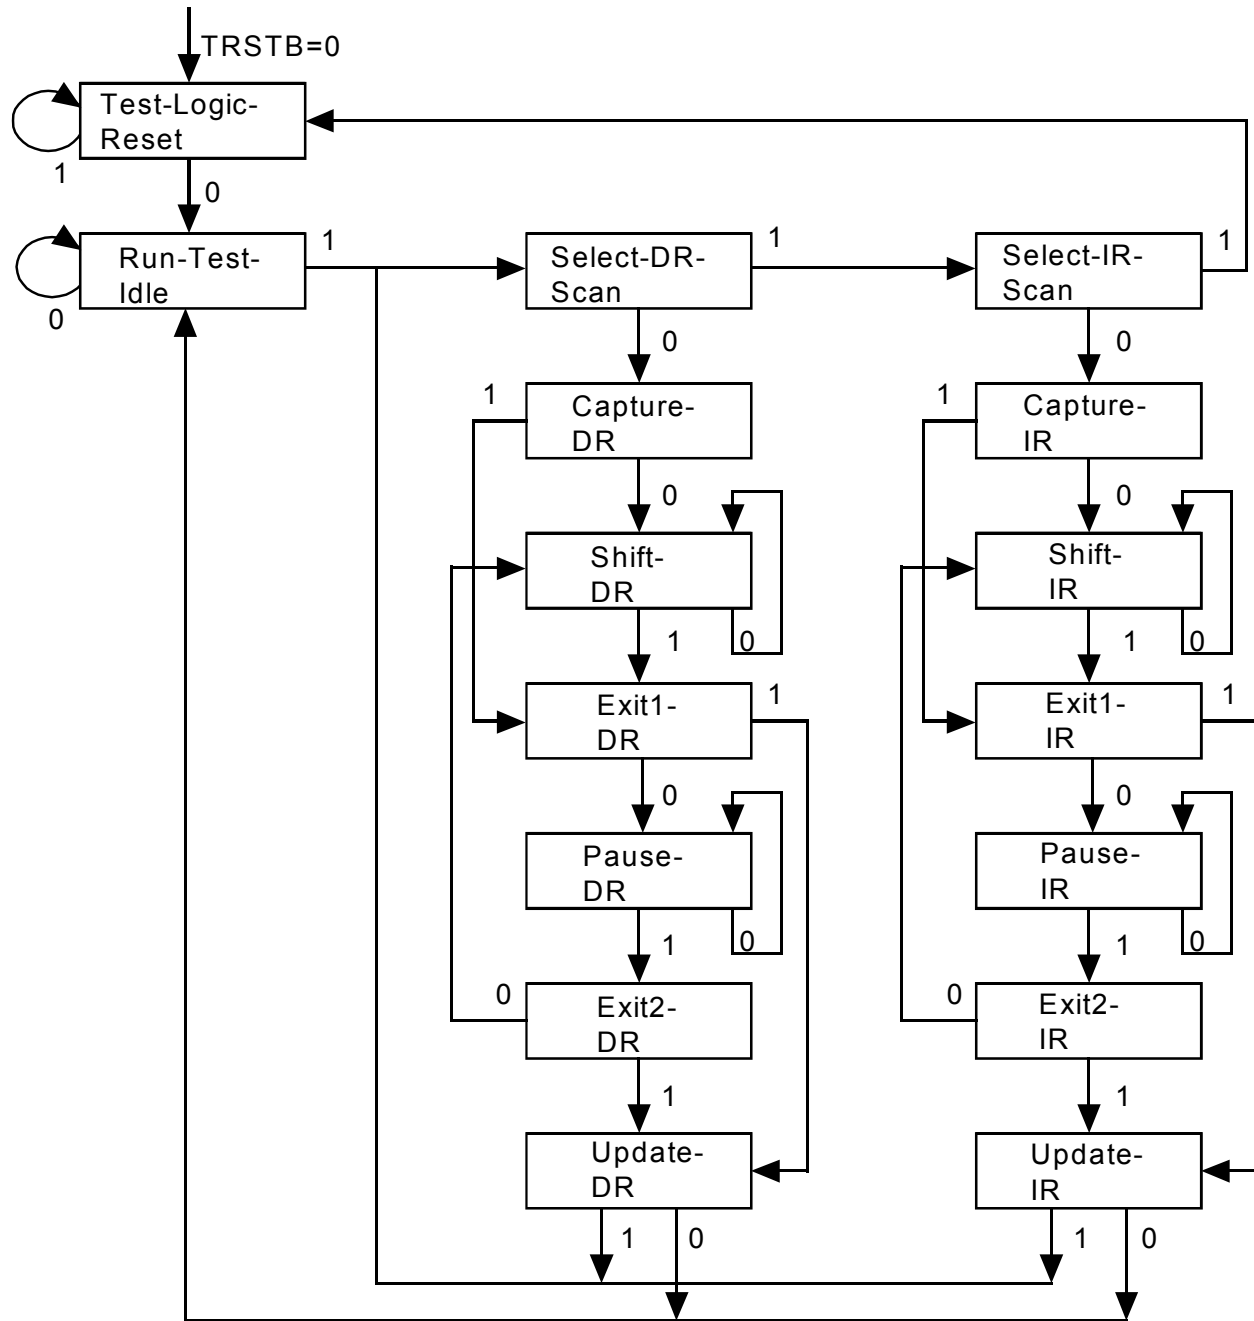 TRSTB=0
Test-Logic-
Reset
1
0
Run-Test-
Idle
1
0
Select-DR-
Scan
1
0
Select-IR-
Scan
1
0
Capture-
DR
1
0
Shift-
DR
1
0
Exit1-
DR
1
0
Pause-
DR
1
0
Exit2-
DR
0
1
Update-
DR
1
0
Capture-
IR
1
0
Shift-
IR
1
0
Exit1-
IR
1
0
Pause-
IR
1
0
Exit2-
IR
0
1
Update-
IR
1
0